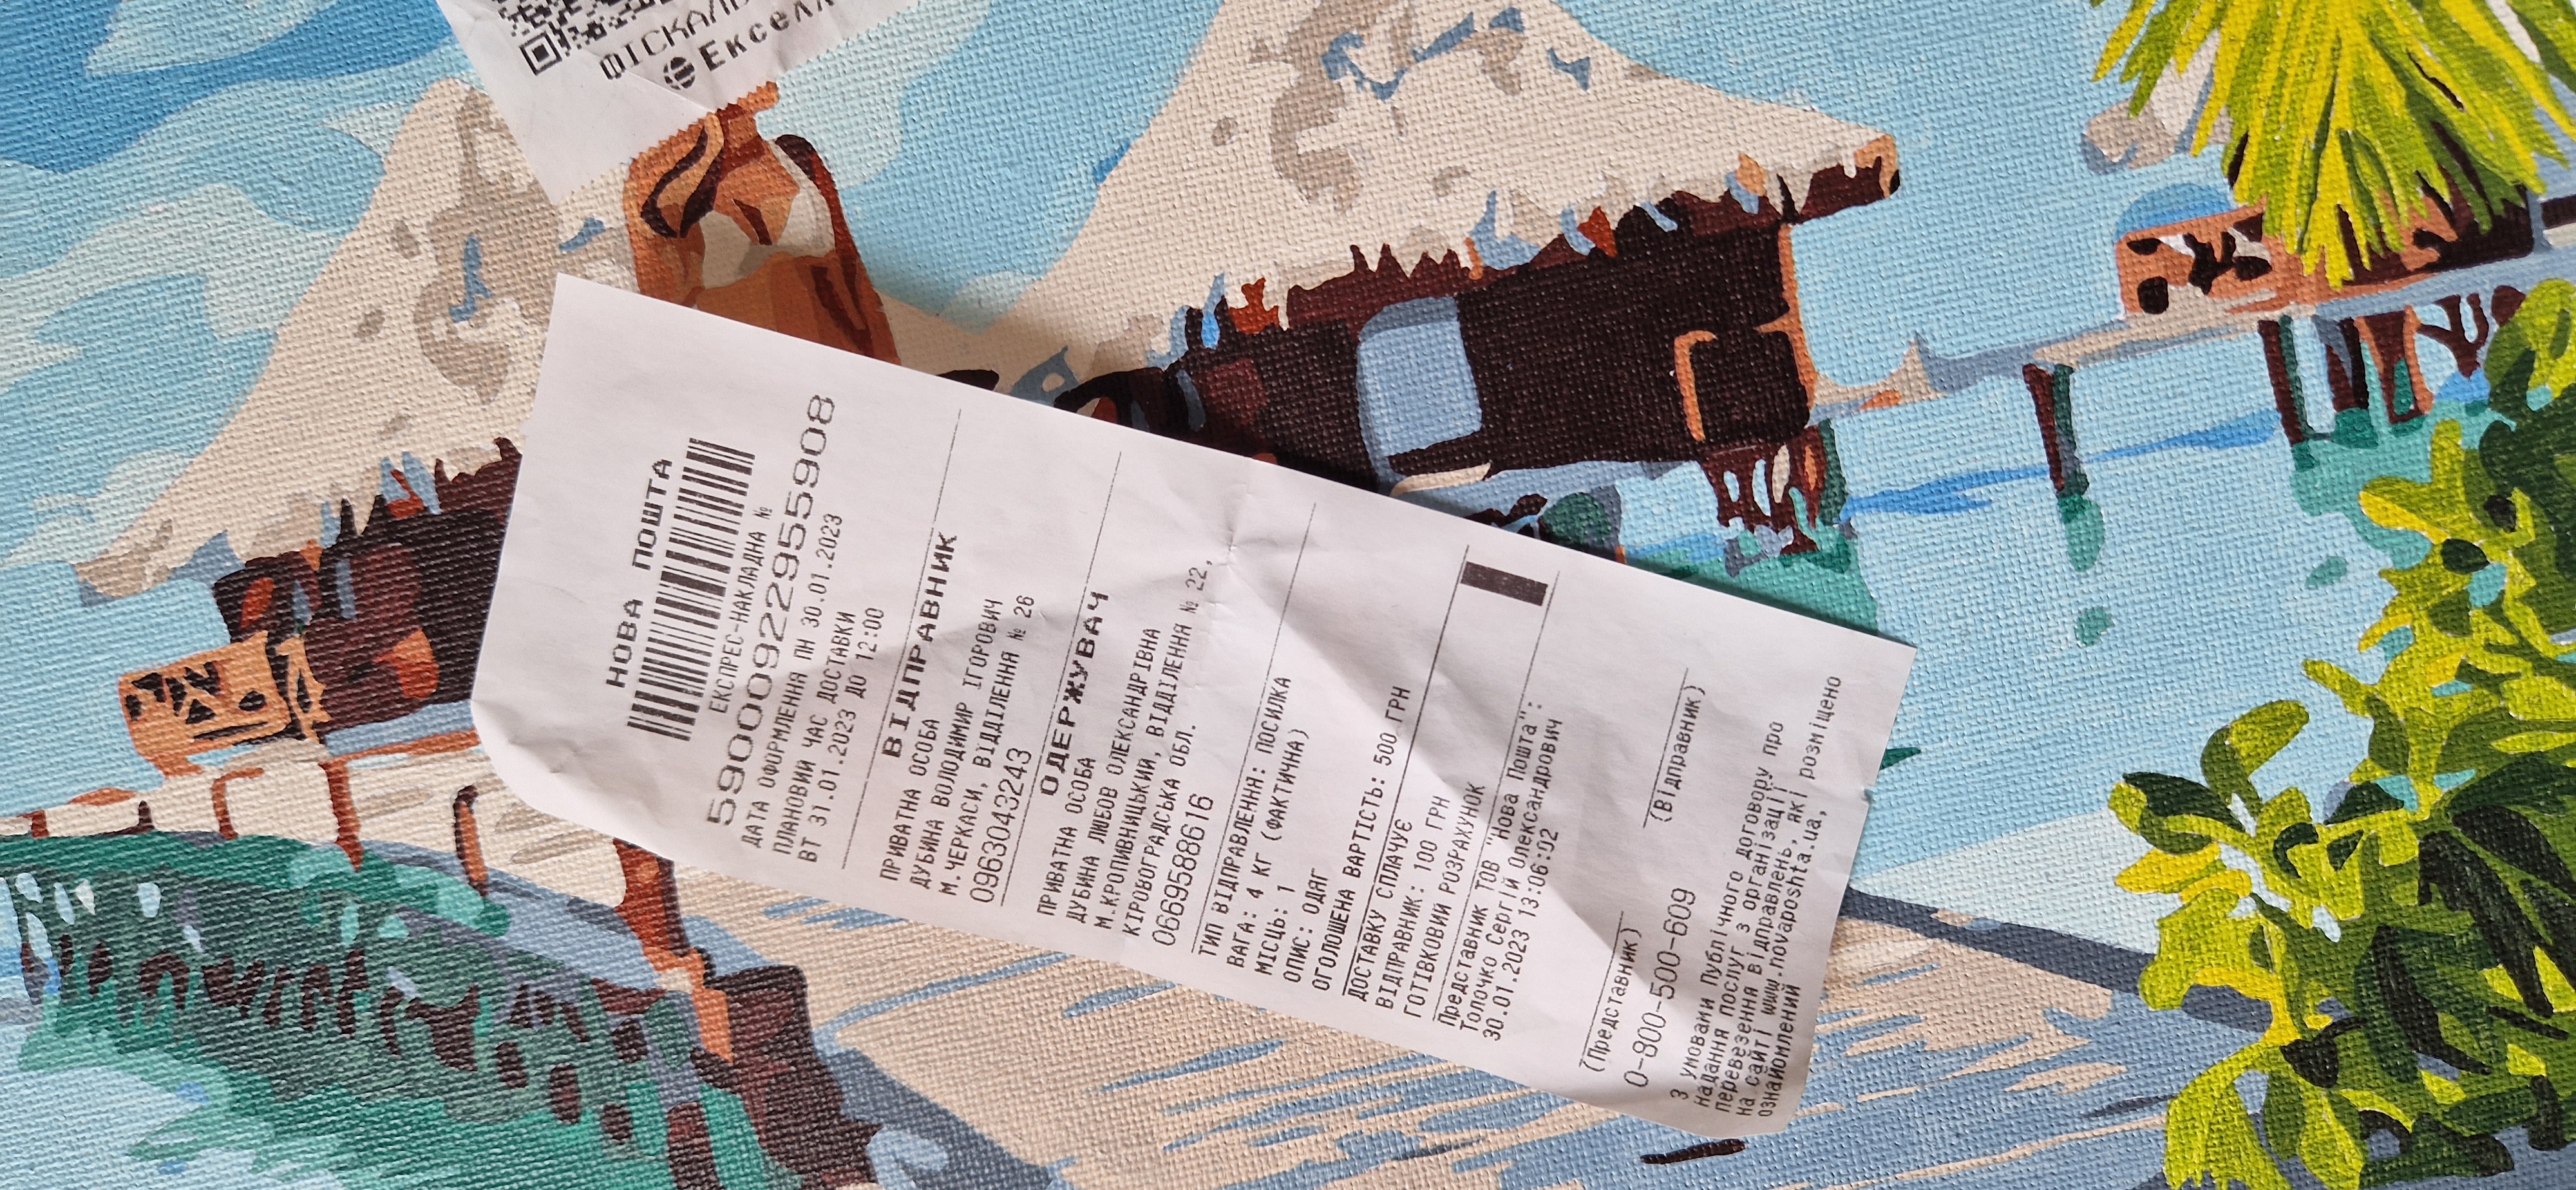 ФІСКАЛЬ
Екселл
НОВА ПОШТА
ЕКСПРЕС-НАКЛАДНА №
59000922955908
ДАТА ОФОРМЛЕННЯ ПН 30.01.2023
ПЛАНОВИЙ ЧАС ДОСТАВКИ
ВТ 31.01.2023 ДО 12:00
ВІДПРАВНИК
ПРИВАТНА ОСОБА
ДУБИНА ВОЛОДИМИР ІГОРОВИЧ
М.ЧЕРКАСИ, ВІДДІЛЕННЯ № 26
0963043243
ОДЕРЖУВАЧ
ПРИВАТНА ОСОБА
ДУБИНА ЛЮБОВ ОЛЕКСАНДРІВНА
М.КРОПИВНИЦЬКИЙ, ВІДДІЛЕННЯ № 22,
КІРОВОГРАДСЬКА ОБЛ.
0669588616
ТИП ВІДПРАВЛЕННЯ: ПОСИЛКА
ВАГА: 4 КГ (ФАКТИЧНА)
МІСЦЬ: 1
ОПИС: ОДЯГ
ОГОЛОШЕНА ВАРТІСТЬ: 500 ГРН
ДОСТАВКУ СПЛАЧУЄ
ВІДПРАВНИК: 100 ГРН
ГОТІВКОВИЙ РОЗРАХУНОК
Представник ТОВ "Нова Пошта":
Толочко Сергій Олександрович
30.01.2023 13:06:02
(Представник) (Відправник)
0-800-500-609
З умовами Публічного договору про
надання послуг з організації
перевезення відправлень, які розміщено
на сайті www.novaposhta.ua,
ознайомлений